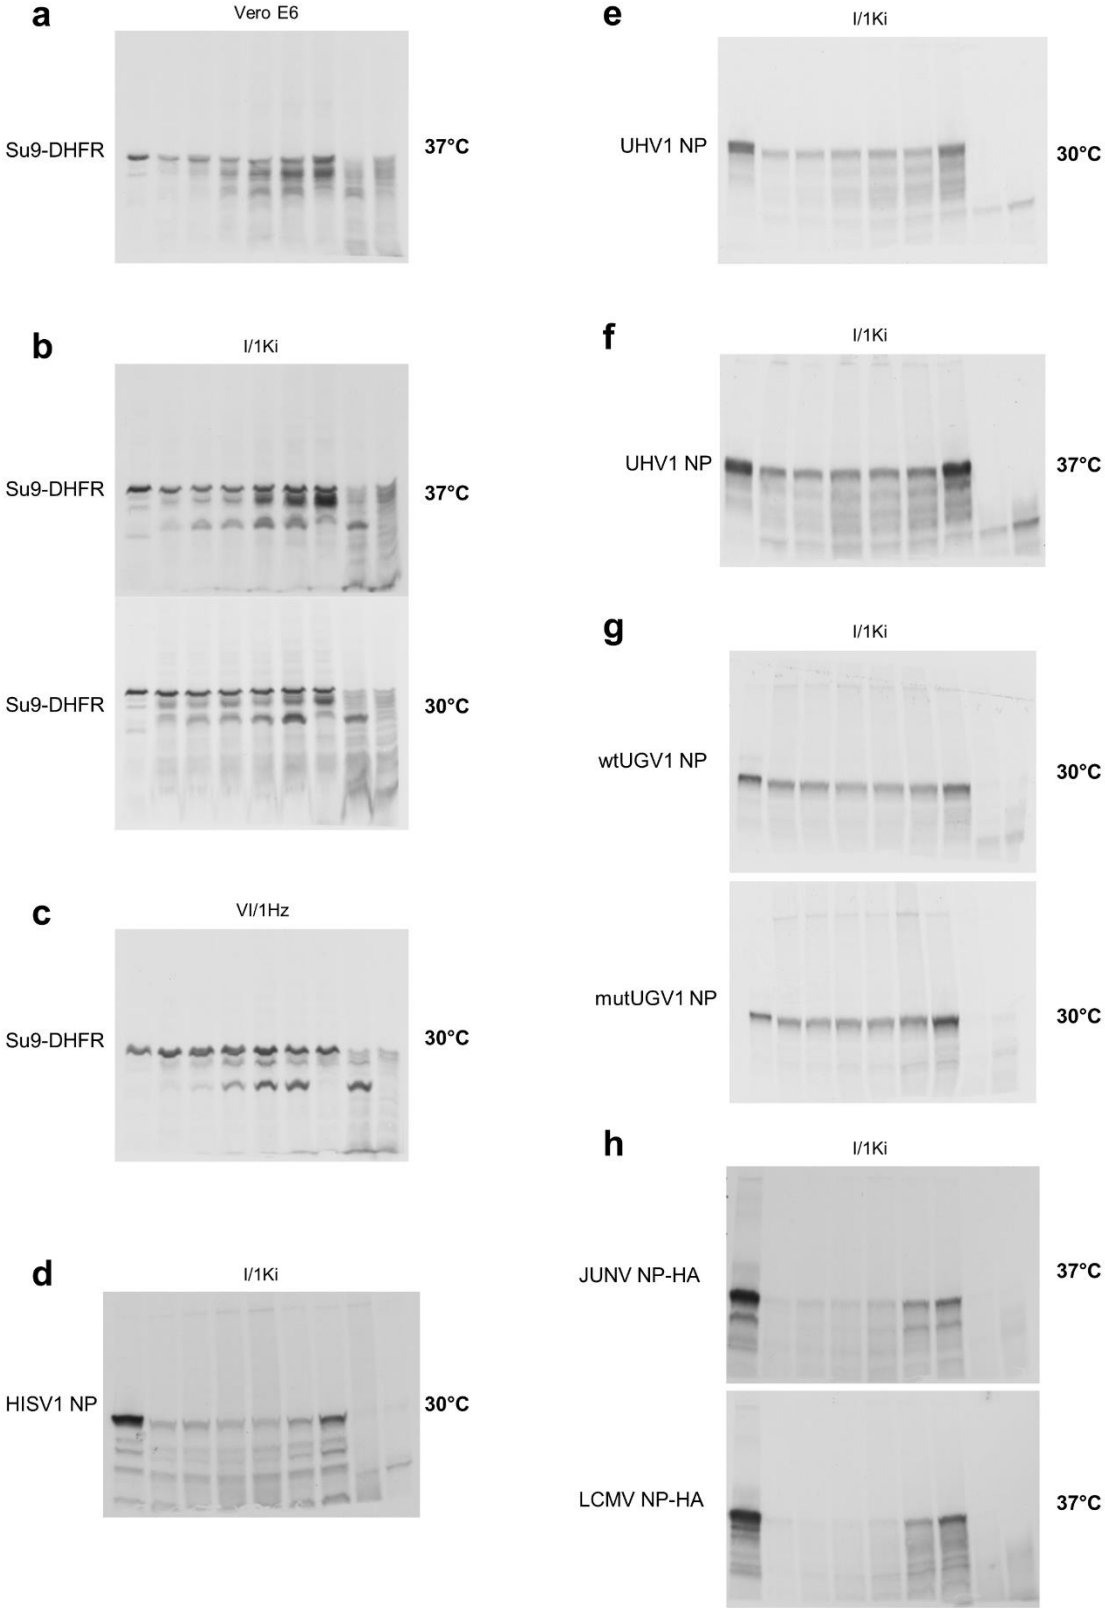 a
Vero E6
Su9-DHFR
37°C
b
I/1Ki
Su9-DHFR
37°C
Su9-DHFR
30°C
c
VI/1Hz
Su9-DHFR
30°C
d
I/1Ki
HISV1 NP
30°C
e
I/1Ki
UHV1 NP
30°C
f
I/1Ki
UHV1 NP
37°C
g
I/1Ki
wtUGV1 NP
30°C
mutUGV1 NP
30°C
h
I/1Ki
JUNV NP-HA
37°C
LCMV NP-HA
37°C